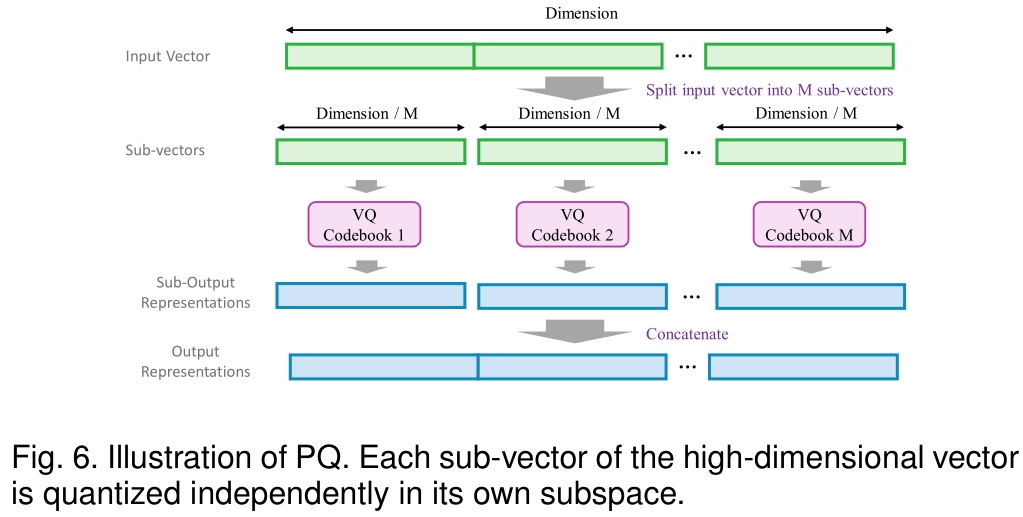 Dimension
Input Vector
...
Split input vector into M sub-vectors
Dimension / M
Dimension / M
Dimension / M
Sub-vectors
...
VQ
Codebook 1
VQ
Codebook 2
VQ
Codebook M
Sub-Output
Representations
...
Concatenate
Output
Representations
...
Fig. 6. Illustration of PQ. Each sub-vector of the high-dimensional vector
is quantized independently in its own subspace.